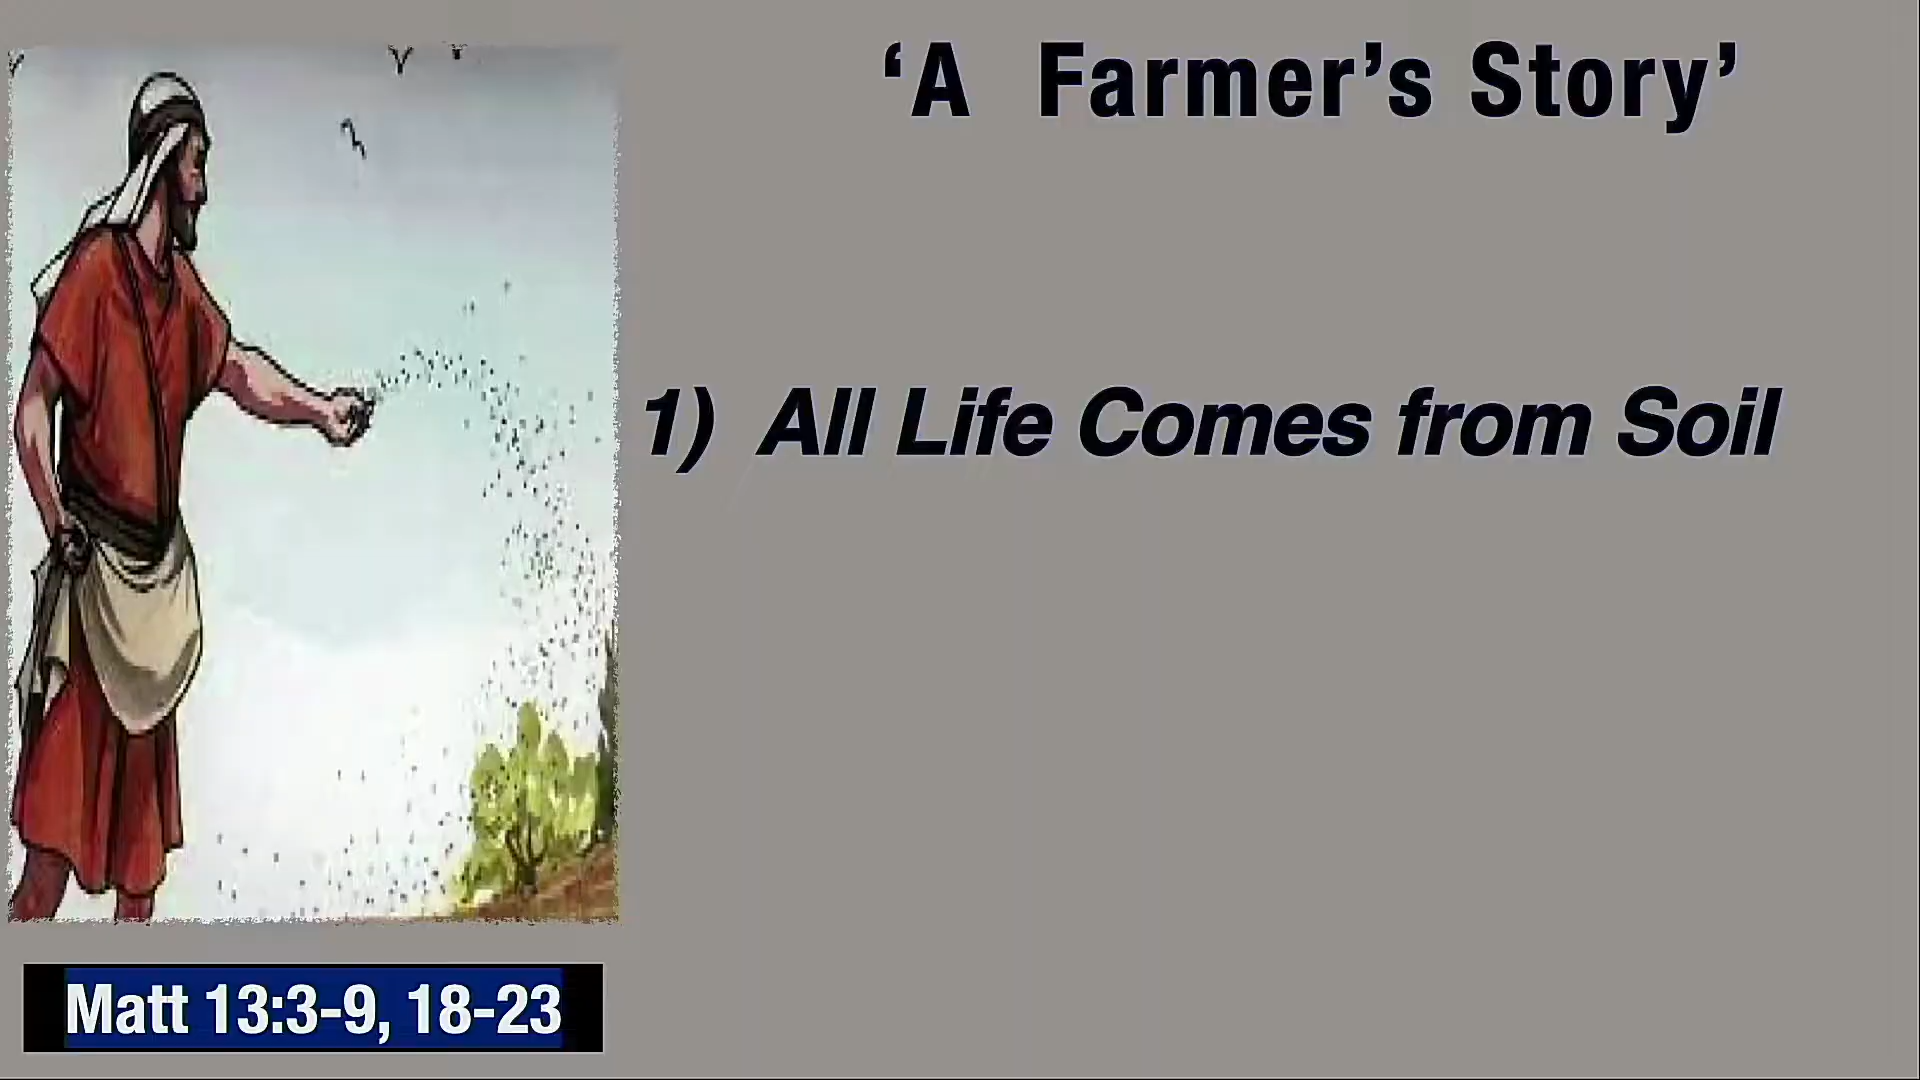 ‘A Farmer’s Story’
1) All Life Comes from Soil
Matt 13:3-9, 18-23